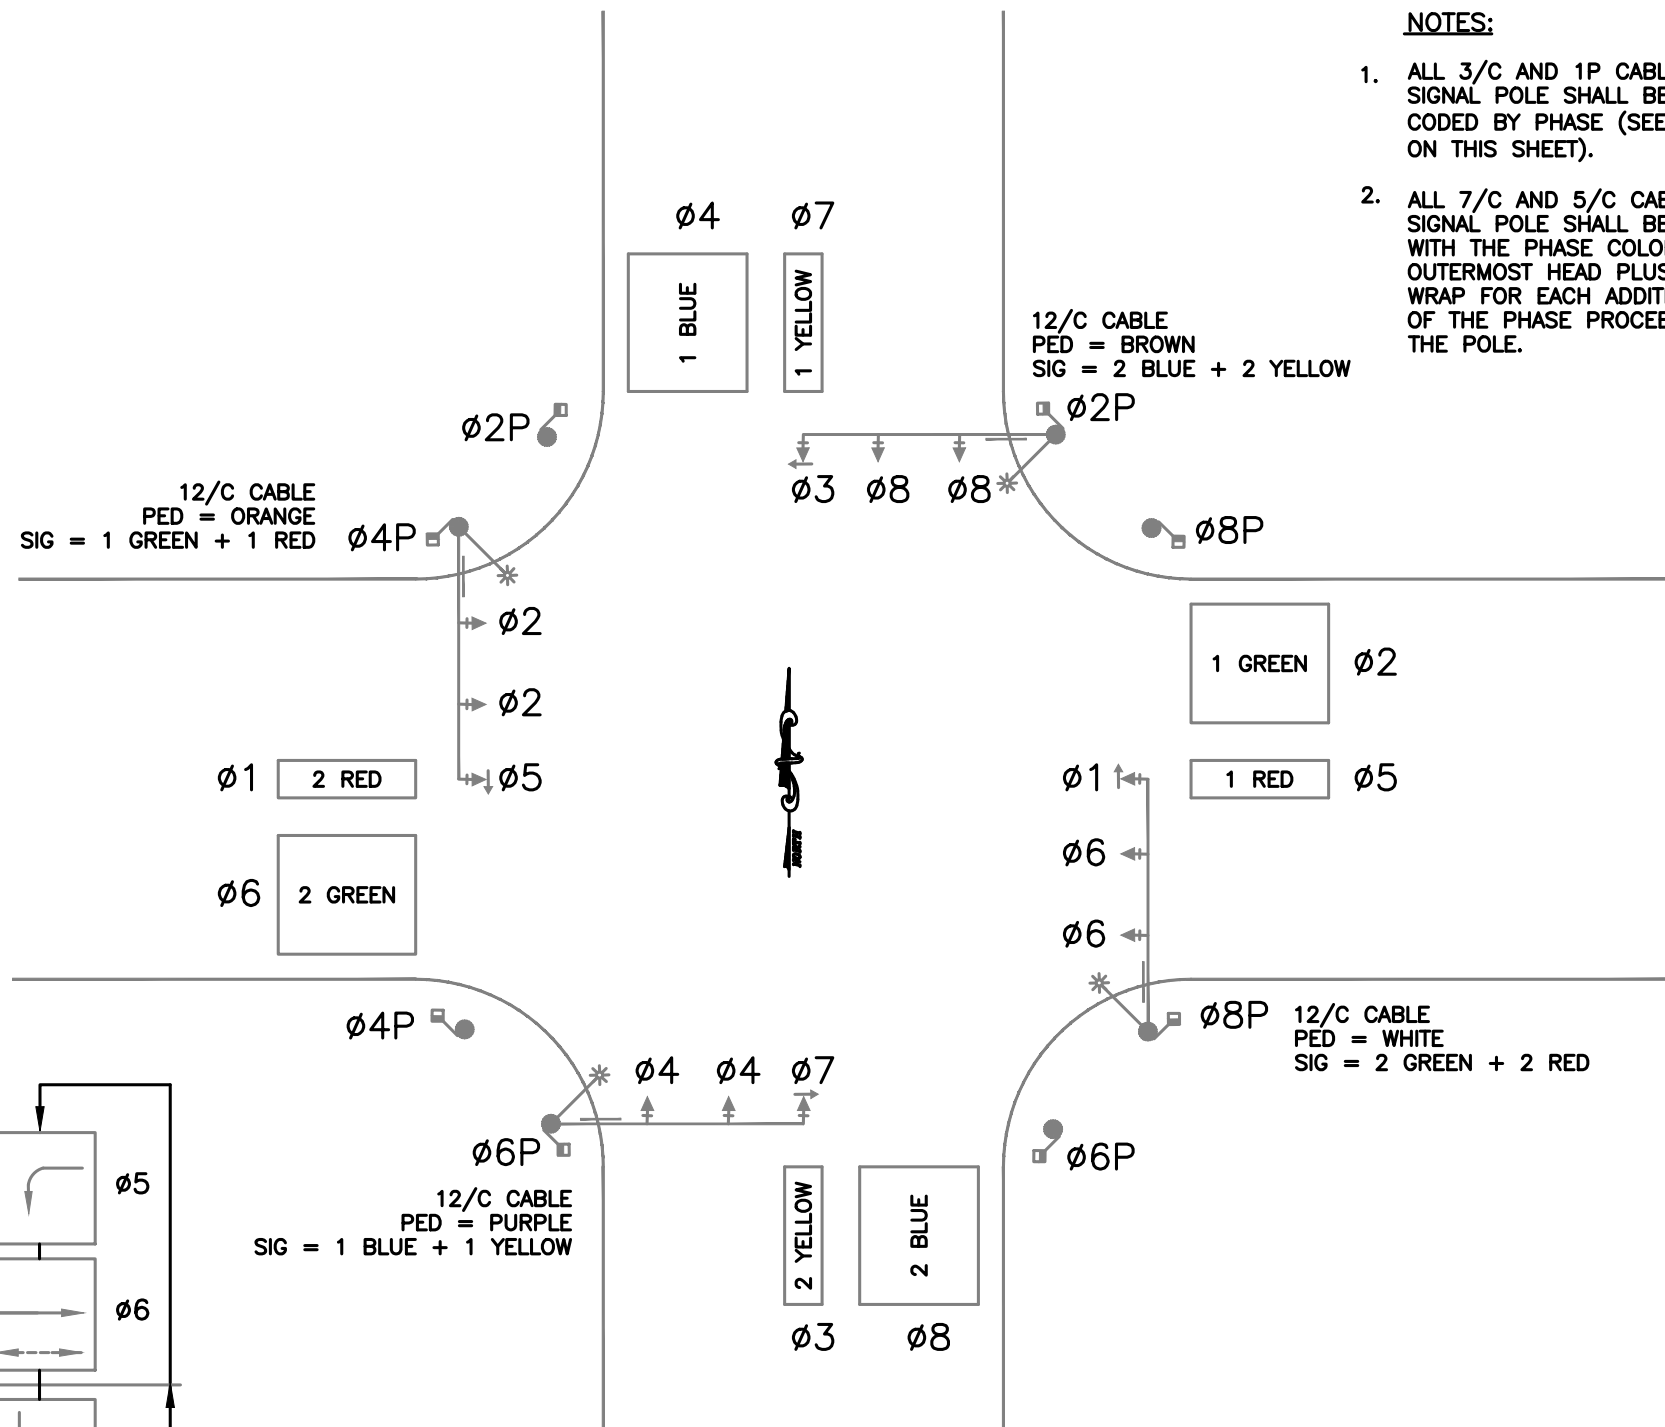 NOTES:
1. ALL 3/C AND 1P CABL
SIGNAL POLE SHALL BE
CODED BY PHASE (SEE
ON THIS SHEET).
2. ALL 7/C AND 5/C CAB
SIGNAL POLE SHALL BE
WITH THE PHASE COLO
OUTERMOST HEAD PLUS
WRAP FOR EACH ADDIT
OF THE PHASE PROCEE
THE POLE.
ø4 ø7
1 BLUE
1 YELLOW
12/C CABLE
PED = BROWN
SIG = 2 BLUE + 2 YELLOW
ø2P
ø2P
ø3 ø8 ø8
12/C CABLE
PED = ORANGE
SIG = 1 GREEN + 1 RED
ø4P
ø8P
ø2
ø2
ø5
1 GREEN ø2
ø1 2 RED
ø1
1 RED ø5
ø6
ø6
ø6 2 GREEN
NORTH
ø4P
ø8P
12/C CABLE
PED = WHITE
SIG = 2 GREEN + 2 RED
ø4 ø4 ø7
ø6P
12/C CABLE
PED = PURPLE
SIG = 1 BLUE + 1 YELLOW
ø6P
2 YELLOW
2 BLUE
ø3 ø8
ø5
ø6